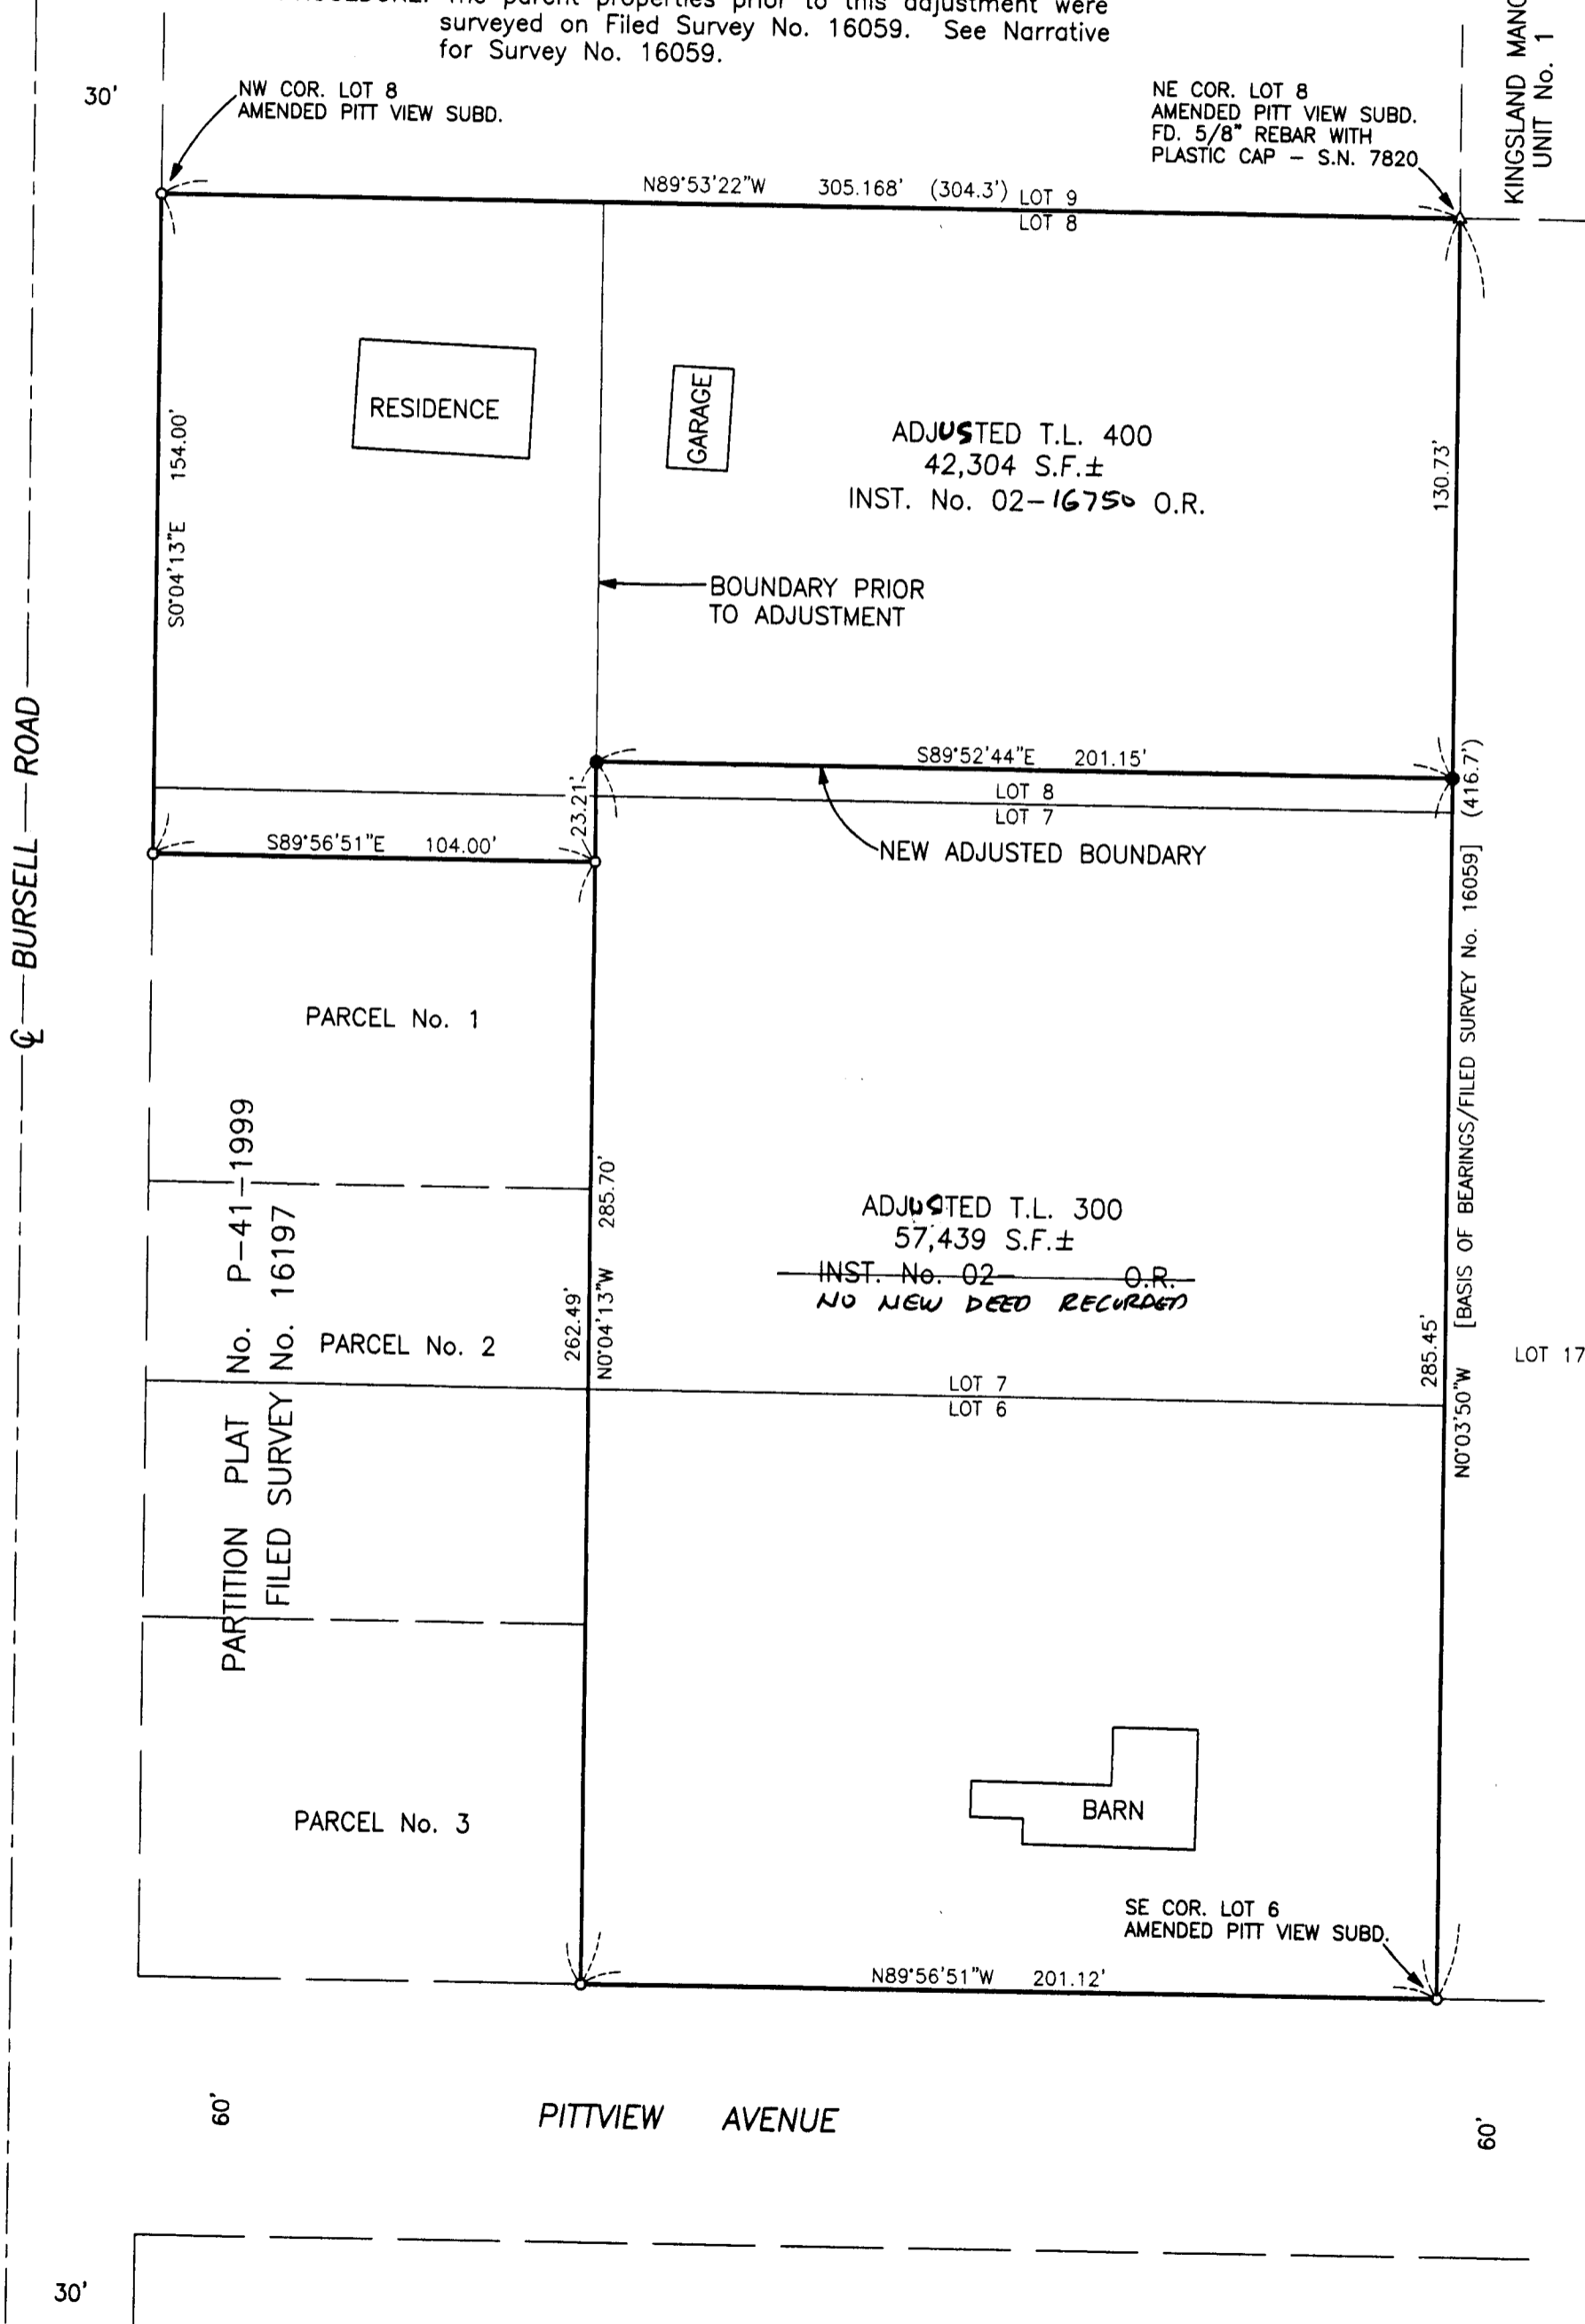 The parent properties prior to this adjustment were
surveyed on Filed Survey No. 16059. See Narrative
for Survey No. 16059.
KINGSLAND
UNIT No. 1
30'
NW COR. LOT 8
AMENDED PITT VIEW SUBD.
NE COR. LOT 8
AMENDED PITT VIEW SUBD.
FD. 5/8" REBAR WITH
PLASTIC CAP – S.N. 7820
N89°53'22"W 305.168' (304.3') LOT 9
LOT 8
RESIDENCE
GARAGE
ADJUSTED T.L. 400
42,304 S.F.±
INST. No. 02-16750 O.R.
S0°04'13"E 154.00'
130.73'
BOUNDARY PRIOR
TO ADJUSTMENT
℄ BURSELL ROAD
S89°52'44"E 201.15'
23.21'
LOT 8
LOT 7
(416.7')
S89°56'51"E 104.00'
NEW ADJUSTED BOUNDARY
PARCEL No. 1
PARTITION PLAT No. P-41-1999
FILED SURVEY No. 16197
N0°04'13"W 285.70'
262.49'
ADJUSTED T.L. 300
57,439 S.F.±
INST. No. 02- O.R.
NO NEW DEED RECORDED
N0°03'50"W [BASIS OF BEARINGS/FILED SURVEY No. 16059]
285.45'
PARCEL No. 2
LOT 17
LOT 7
LOT 6
PARCEL No. 3
BARN
SE COR. LOT 6
AMENDED PITT VIEW SUBD.
N89°56'51"W 201.12'
60'
PITTVIEW AVENUE
60'
30'